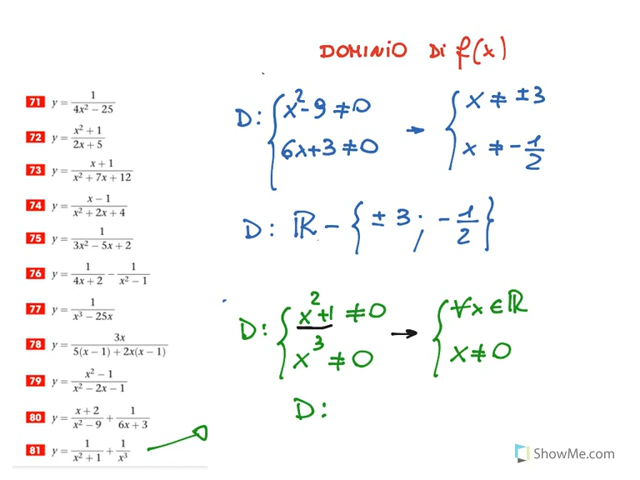 DOMINIO DI f(x)
71 y = 1/(4x² − 25)
72 y = (x² + 1)/(2x + 5)
73 y = (x + 1)/(x² + 7x + 12)
74 y = (x − 1)/(x² + 2x + 4)
75 y = 1/(3x² − 5x + 2)
76 y = 1/(4x + 2) − 1/(x² − 1)
77 y = 1/(x³ − 25x)
78 y = 3x/(5(x − 1) + 2x(x − 1))
79 y = (x² − 1)/(x² − 2x − 1)
80 y = (x + 2)/(x² − 9) + 1/(6x + 3)
81 y = 1/(x² + 1) + 1/x³
D: { x² − 9 ≠ 0 → { x ≠ ±3
6x + 3 ≠ 0 x ≠ −1/2
D: ℝ − { ±3 ; −1/2 }
D: { x² + 1 ≠ 0 → { ∀x ∈ ℝ
x³ ≠ 0 x ≠ 0
D:
ShowMe.com